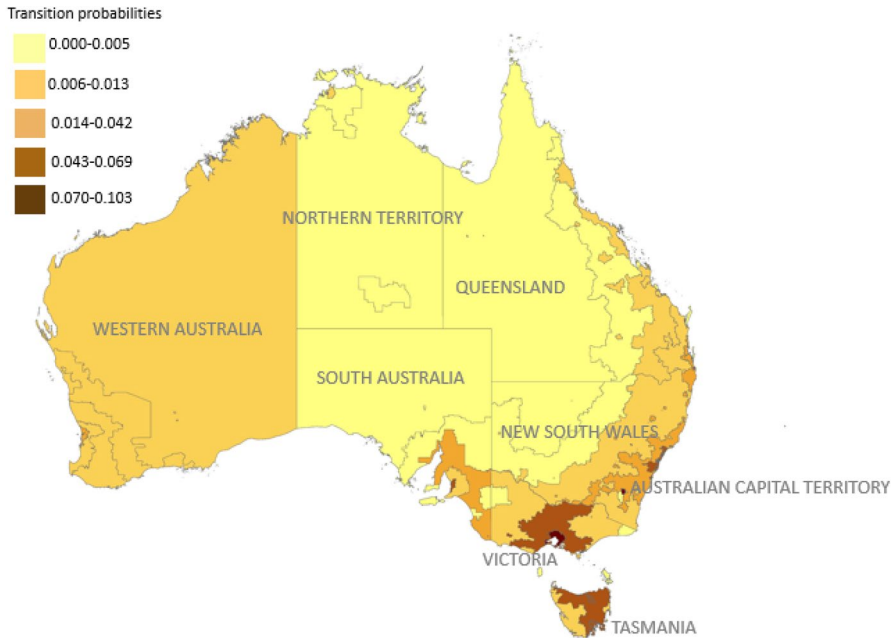 Transition probabilities
0.000-0.005
0.006-0.013
0.014-0.042
0.043-0.069
0.070-0.103
NORTHERN TERRITORY
QUEENSLAND
WESTERN AUSTRALIA
SOUTH AUSTRALIA
NEW SOUTH WALES
AUSTRALIAN CAPITAL TERRITORY
VICTORIA
TASMANIA